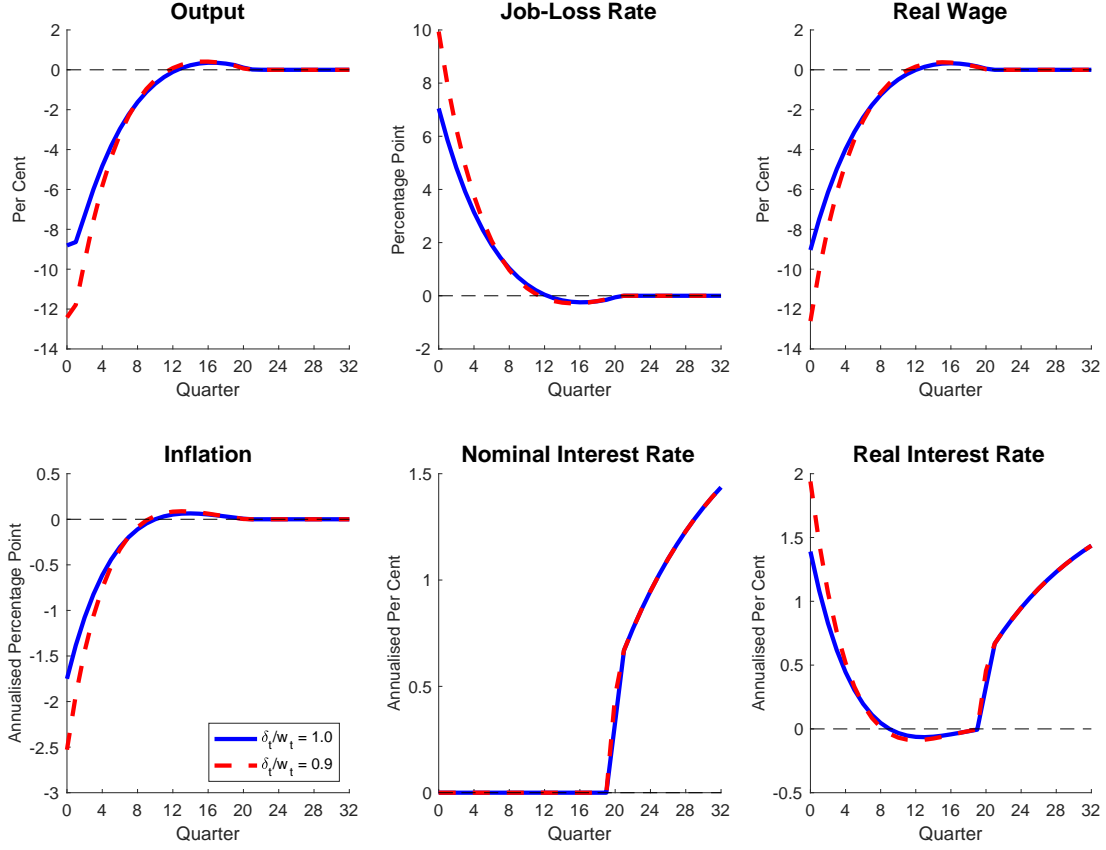 Output
Per Cent
2
0
-2
-4
-6
-8
-10
-12
-14
0 4 8 12 16 20 24 28 32
Quarter
Job-Loss Rate
Percentage Point
10
8
6
4
2
0
-2
0 4 8 12 16 20 24 28 32
Quarter
Real Wage
Per Cent
2
0
-2
-4
-6
-8
-10
-12
-14
0 4 8 12 16 20 24 28 32
Quarter
Inflation
Annualised Percentage Point
0.5
0
-0.5
-1
-1.5
-2
-2.5
-3
δt/wt = 1.0
δt/wt = 0.9
0 4 8 12 16 20 24 28 32
Quarter
Nominal Interest Rate
Annualised Per Cent
1.5
1
0.5
0
0 4 8 12 16 20 24 28 32
Quarter
Real Interest Rate
Annualised Per Cent
2
1.5
1
0.5
0
-0.5
0 4 8 12 16 20 24 28 32
Quarter